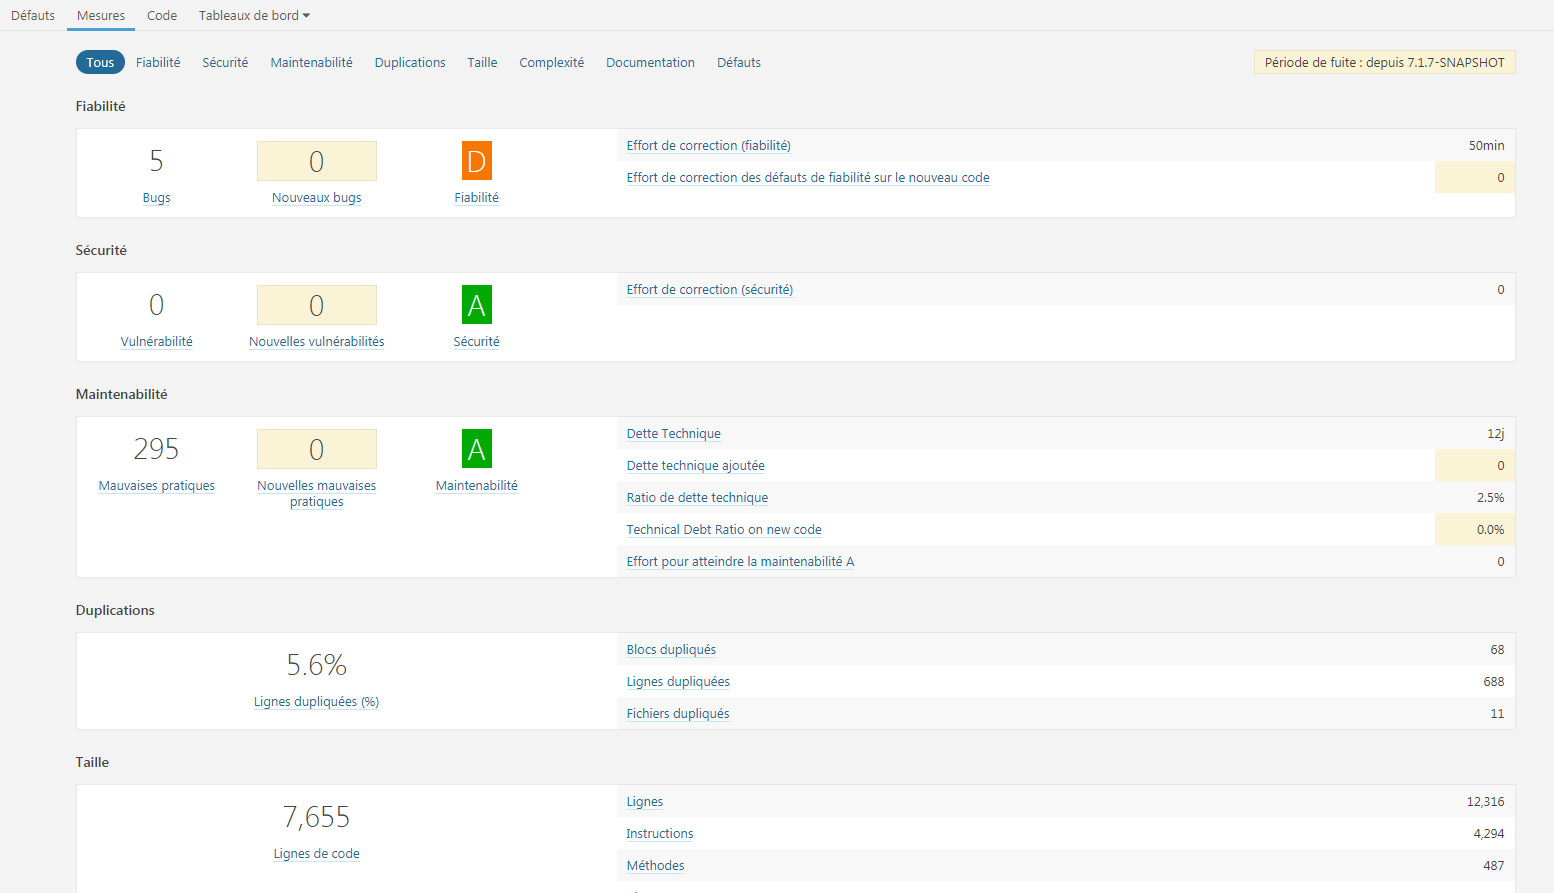 Défauts Mesures Code Tableaux de bord
Tous Fiabilité Sécurité Maintenabilité Duplications Taille Complexité Documentation Défauts Période de fuite : depuis 7.1.7-SNAPSHOT
Fiabilité
5 0 D
Bugs Nouveaux bugs Fiabilité
Effort de correction (fiabilité) 50min
Effort de correction des défauts de fiabilité sur le nouveau code 0
Sécurité
0 0 A
Vulnérabilité Nouvelles vulnérabilités Sécurité
Effort de correction (sécurité) 0
Maintenabilité
295 0 A
Mauvaises pratiques Nouvelles mauvaises Maintenabilité
pratiques
Dette Technique 12j
Dette technique ajoutée 0
Ratio de dette technique 2.5%
Technical Debt Ratio on new code 0.0%
Effort pour atteindre la maintenabilité A 0
Duplications
5.6%
Lignes dupliquées (%)
Blocs dupliqués 68
Lignes dupliquées 688
Fichiers dupliqués 11
Taille
7,655
Lignes de code
Lignes 12,316
Instructions 4,294
Méthodes 487